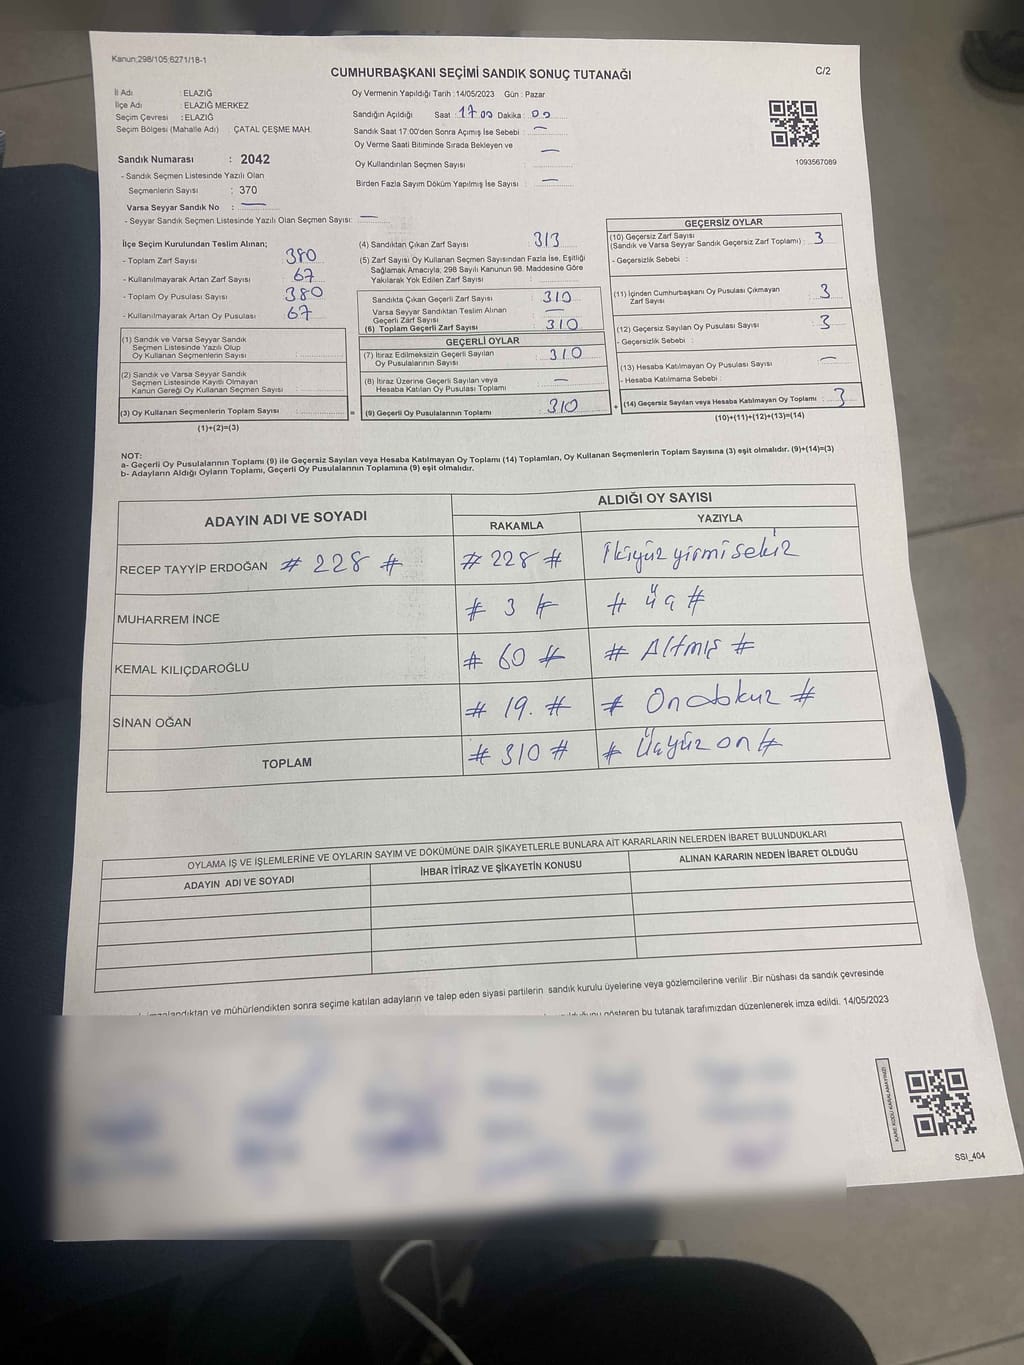 Kanun;298/105;6271/18-1
CUMHURBAŞKANI SEÇİMİ SANDIK SONUÇ TUTANAĞI
C/2
İl Adı : ELAZIĞ
İlçe Adı : ELAZIĞ MERKEZ
Seçim Çevresi : ELAZIĞ
Seçim Bölgesi (Mahalle Adı) : ÇATAL ÇEŞME MAH.
Sandık Numarası : 2042
- Sandık Seçmen Listesinde Yazılı Olan
Seçmenlerin Sayısı : 370
Varsa Seyyar Sandık No : —
- Seyyar Sandık Seçmen Listesinde Yazılı Olan Seçmen Sayısı: —
Oy Vermenin Yapıldığı Tarih :14/05/2023 Gün : Pazar
Sandığın Açıldığı Saat :17 00 Dakika : 00
Sandık Saat 17.00'den Sonra Açımış İse Sebebi : —
Oy Verme Saati Bitiminde Sırada Bekleyen ve —
Oy Kullandırılan Seçmen Sayısı :
Birden Fazla Sayım Döküm Yapılmış İse Sayısı : —
1093567089
İlçe Seçim Kurulundan Teslim Alınan;
- Toplam Zarf Sayısı : 380
- Kullanılmayarak Artan Zarf Sayısı : 67
- Toplam Oy Pusulası Sayısı : 380
- Kullanılmayarak Artan Oy Pusulası : 67
(1) Sandık ve Varsa Seyyar Sandık
Seçmen Listesinde Yazılı Olup
Oy Kullanan Seçmenlerin Sayısı :
(2) Sandık ve Varsa Seyyar Sandık
Seçmen Listesinde Kayıtlı Olmayan
Kanun Gereği Oy Kullanan Seçmen Sayısı :
(3) Oy Kullanan Seçmenlerin Toplam Sayısı : =
(1)+(2)=(3)
(4) Sandıktan Çıkan Zarf Sayısı : 313
(5) Zarf Sayısı Oy Kullanan Seçmen Sayısından Fazla İse, Eşitliği
Sağlamak Amacıyla, 298 Sayılı Kanunun 98. Maddesine Göre
Yakılarak Yok Edilen Zarf Sayısı :
Sandıkta Çıkan Geçerli Zarf Sayısı : 310
Varsa Seyyar Sandıktan Teslim Alınan
Geçerli Zarf Sayısı : —
(6) Toplam Geçerli Zarf Sayısı : 310
GEÇERLİ OYLAR
(7) İtiraz Edilmeksizin Geçerli Sayılan
Oy Pusulalarının Sayısı : 310
(8) İtiraz Üzerine Geçerli Sayılan veya
Hesaba Katılan Oy Pusulası Toplamı : —
(9) Geçerli Oy Pusulalarının Toplamı : 310 +
GEÇERSİZ OYLAR
(10) Geçersiz Zarf Sayısı
(Sandık ve Varsa Seyyar Sandık Geçersiz Zarf Toplamı) : 3
- Geçersizlik Sebebi :
(11) İçinden Cumhurbaşkanı Oy Pusulası Çıkmayan
Zarf Sayısı : 3
(12) Geçersiz Sayılan Oy Pusulası Sayısı : 3
- Geçersizlik Sebebi :
(13) Hesaba Katılmayan Oy Pusulası Sayısı : —
- Hesaba Katılmama Sebebi :
(14) Geçersiz Sayılan veya Hesaba Katılmayan Oy Toplamı : 3
(10)+(11)+(12)+(13)=(14)
NOT:
a- Geçerli Oy Pusulalarının Toplamı (9) ile Geçersiz Sayılan veya Hesaba Katılmayan Oy Toplamı (14) Toplamları, Oy Kullanan Seçmenlerin Toplam Sayısına (3) eşit olmalıdır. (9)+(14)=(3)
b- Adayların Aldığı Oyların Toplamı, Geçerli Oy Pusulalarının Toplamına (9) eşit olmalıdır.
ADAYIN ADI VE SOYADI
ALDIĞI OY SAYISI
RAKAMLA YAZIYLA
RECEP TAYYİP ERDOĞAN # 228 # # 228 # İkiyüz yirmi sekiz
MUHARREM İNCE # 3 # # üç #
KEMAL KILIÇDAROĞLU # 60 # # Altmış #
SİNAN OĞAN # 19. # # On dokuz #
TOPLAM # 310 # # Üçyüz on #
OYLAMA İŞ VE İŞLEMLERİNE VE OYLARIN SAYIM VE DÖKÜMÜNE DAİR ŞİKAYETLERLE BUNLARA AİT KARARLARIN NELERDEN İBARET BULUNDUKLARI
ADAYIN ADI VE SOYADI İHBAR İTİRAZ VE ŞİKAYETİN KONUSU ALINAN KARARIN NEDEN İBARET OLDUĞU
ve mühürlendikten sonra seçime katılan adayların ve talep eden siyasi partilerin sandık kurulu üyelerine veya gözlemcilerine verilir .Bir nüshası da sandık çevresinde
gösteren bu tutanak tarafımızdan düzenlenerek imza edildi. 14/05/2023
KARE KODU KARALAMAYINIZ!
SSI_404